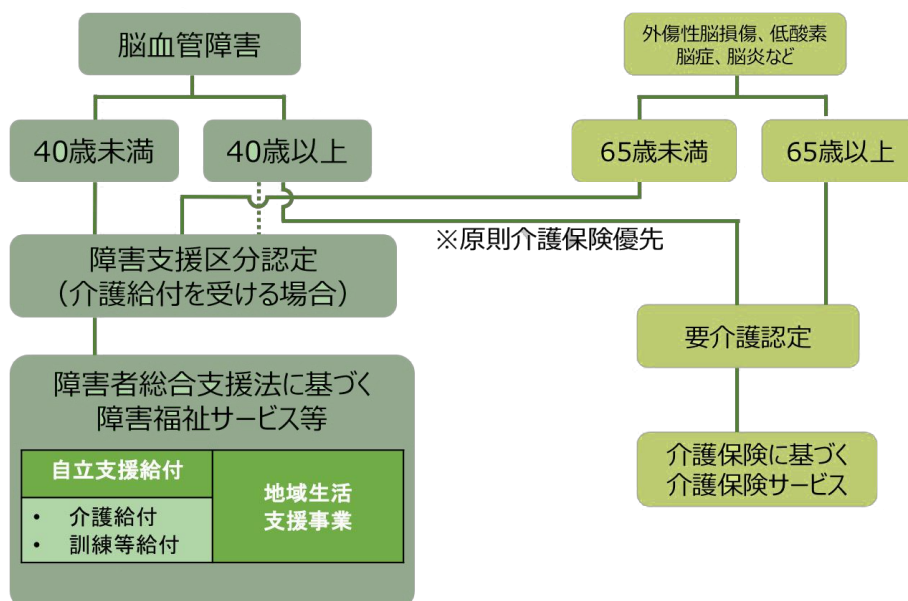 脳血管障害
外傷性脳損傷、低酸素
脳症、脳炎など
40歳未満
40歳以上
65歳未満
65歳以上
※原則介護保険優先
障害支援区分認定
（介護給付を受ける場合）
要介護認定
障害者総合支援法に基づく
障害福祉サービス等
自立支援給付
• 介護給付
• 訓練等給付
地域生活
支援事業
介護保険に基づく
介護保険サービス